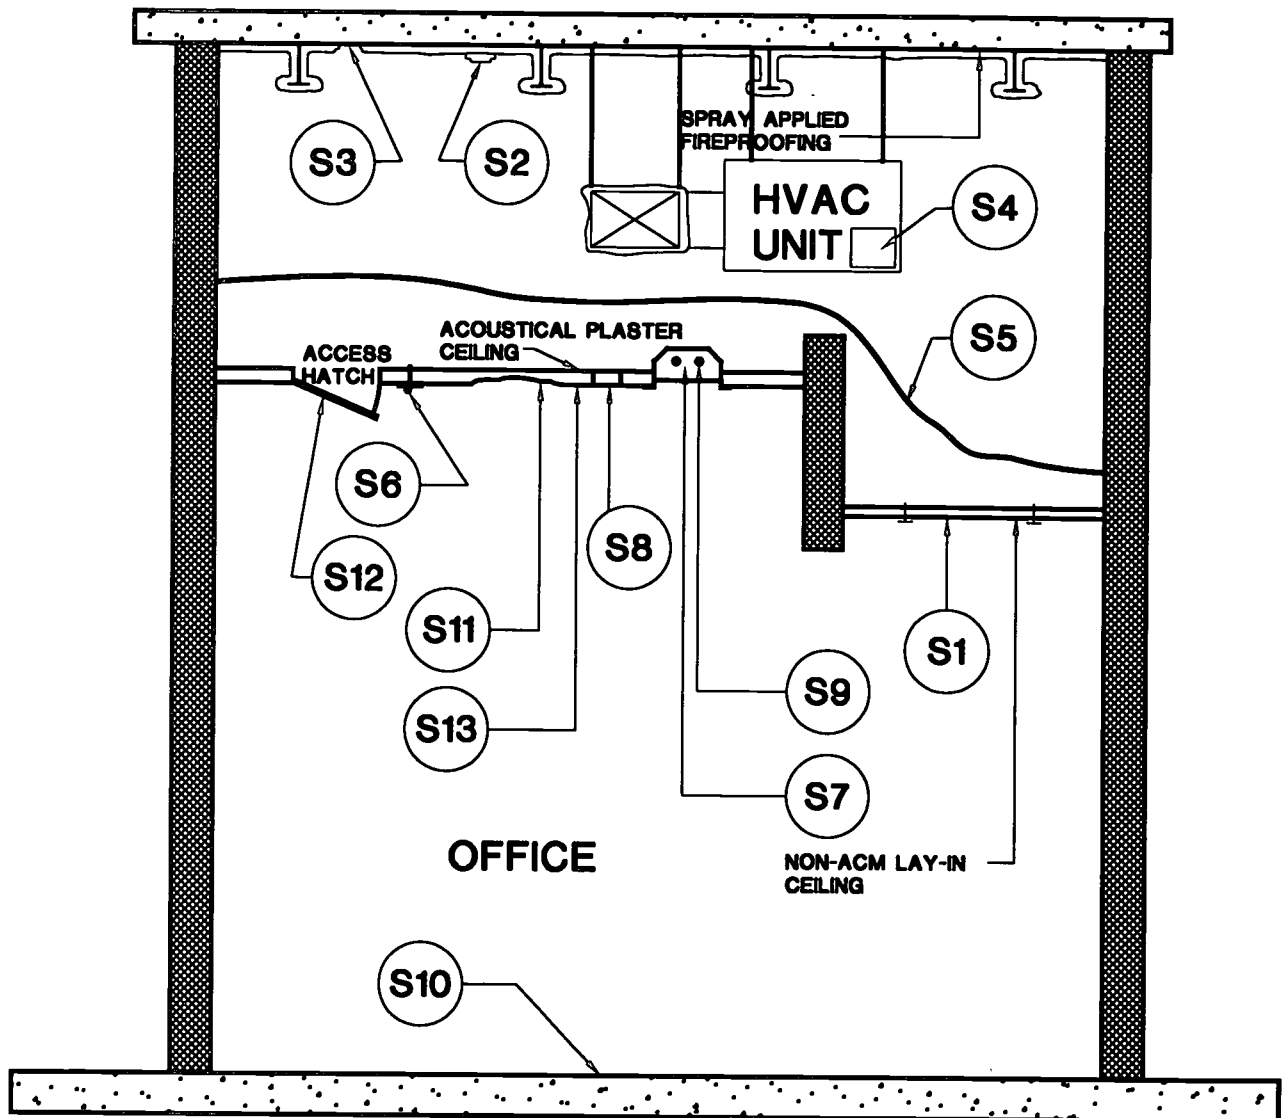 SPRAY APPLIED
FIREPROOFING
S3
S2
HVAC
UNIT
S4
ACOUSTICAL PLASTER
CEILING
S5
ACCESS
HATCH
S6
S8
S12
S11
S1
S9
S13
S7
OFFICE
NON-ACM LAY-IN
CEILING
S10